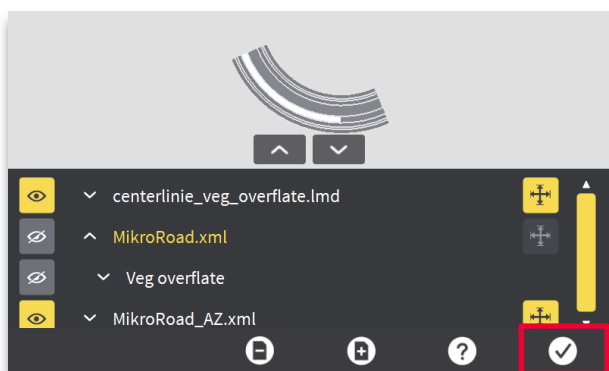 centerlinie_veg_overflate.lmd
MikroRoad.xml
Veg overflate
MikroRoad_AZ.xml
?